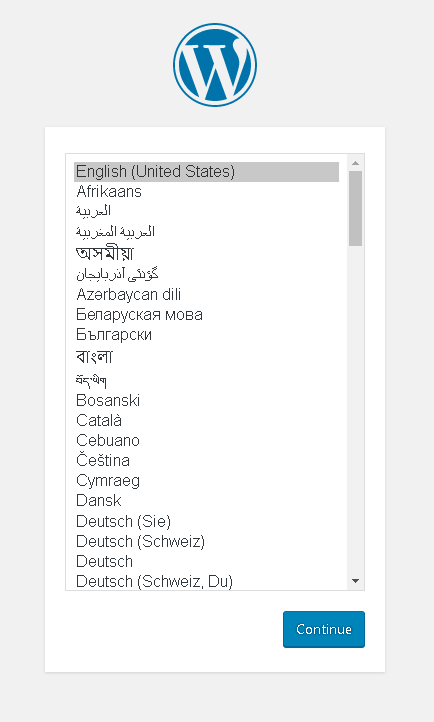 English (United States)
Afrikaans
العربية
العربية المغربية
অসমীয়া
گؤنئی آذربایجان
Azərbaycan dili
Беларуская мова
Български
বাংলা
བོད་ཡིག
Bosanski
Català
Cebuano
Čeština
Cymraeg
Dansk
Deutsch (Sie)
Deutsch (Schweiz)
Deutsch
Deutsch (Schweiz, Du)
Continue